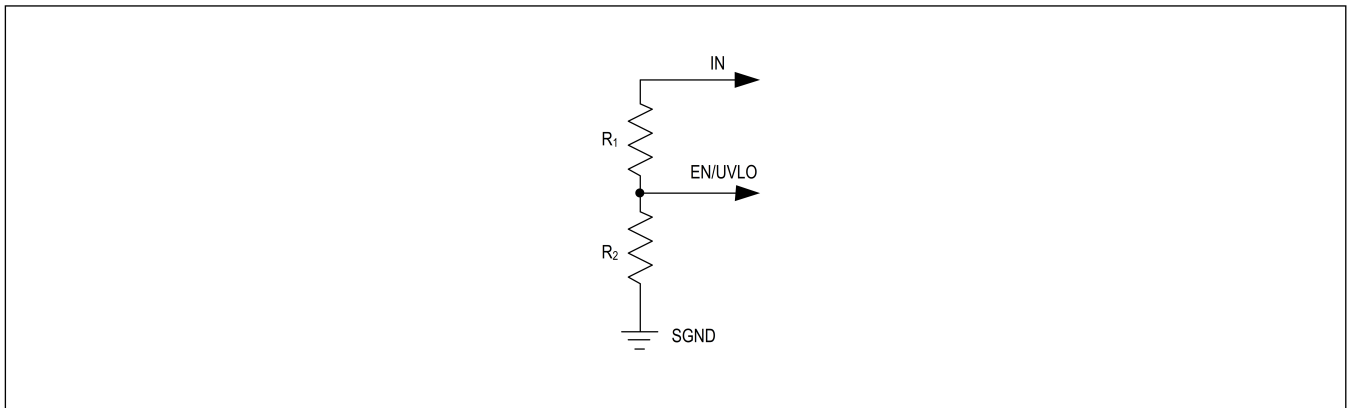 IN
R₁
EN/UVLO
R₂
SGND